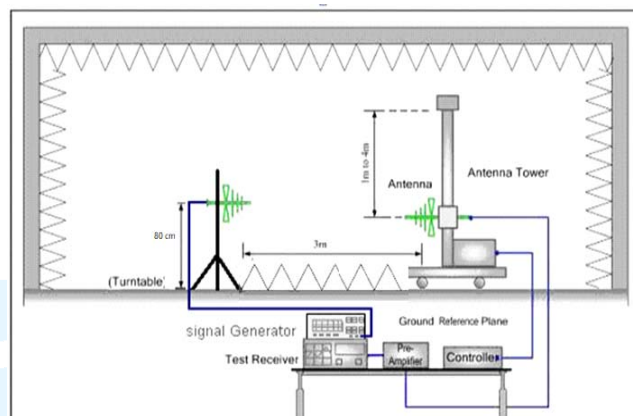 1m to 4m
Antenna
Antenna Tower
80 cm
3m
(Turntable)
Ground Reference Plane
signal Generator
Test Receiver
Pre-
Amplifier
Controller